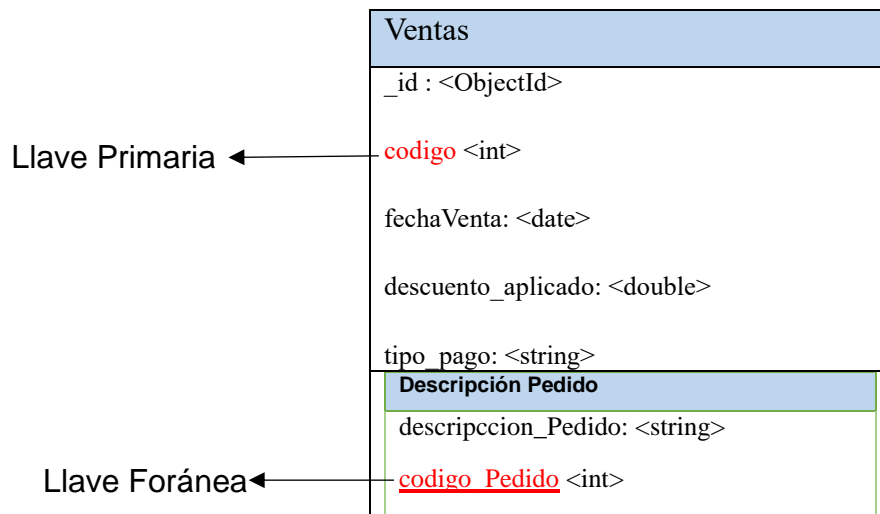 Ventas
_id : <ObjectId>
Llave Primaria
codigo <int>
fechaVenta: <date>
descuento_aplicado: <double>
tipo_pago: <string>
Descripción Pedido
descripccion_Pedido: <string>
Llave Foránea
codigo_Pedido <int>